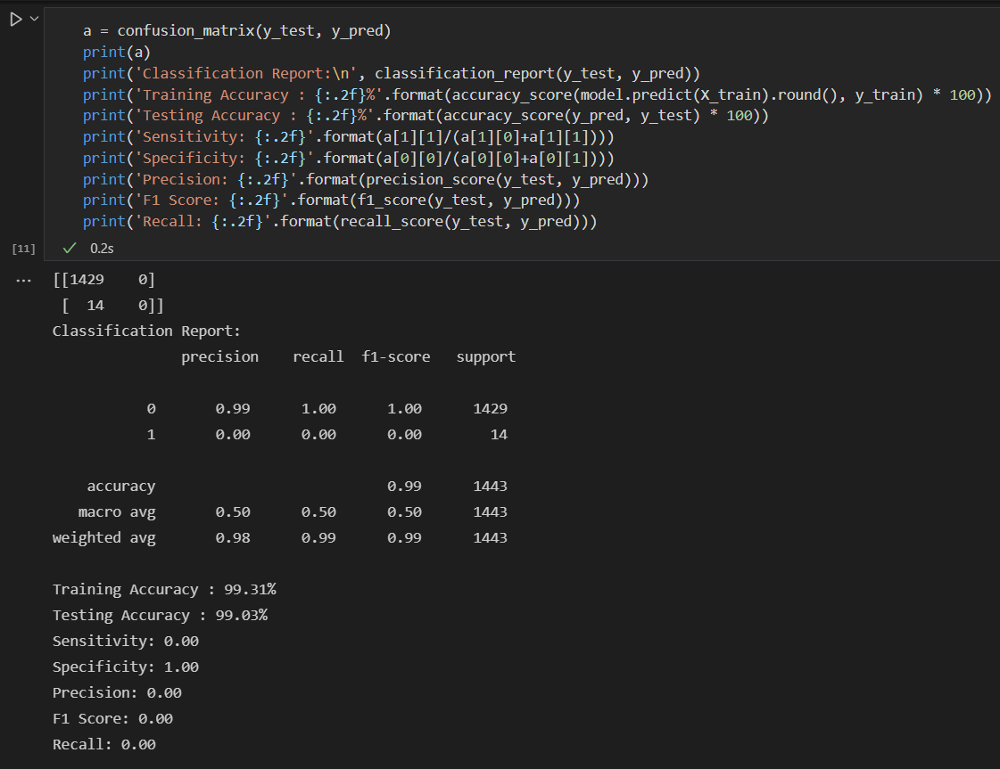 a = confusion_matrix(y_test, y_pred)
print(a)
print('Classification Report:\n', classification_report(y_test, y_pred))
print('Training Accuracy : {:.2f}%'.format(accuracy_score(model.predict(X_train).round(), y_train) * 100))
print('Testing Accuracy : {:.2f}%'.format(accuracy_score(y_pred, y_test) * 100))
print('Sensitivity: {:.2f}'.format(a[1][1]/(a[1][0]+a[1][1])))
print('Specificity: {:.2f}'.format(a[0][0]/(a[0][0]+a[0][1])))
print('Precision: {:.2f}'.format(precision_score(y_test, y_pred)))
print('F1 Score: {:.2f}'.format(f1_score(y_test, y_pred)))
print('Recall: {:.2f}'.format(recall_score(y_test, y_pred)))
[11] ✓ 0.2s
... [[1429    0]
 [  14    0]]
Classification Report:
               precision    recall  f1-score   support

           0       0.99      1.00      1.00      1429
           1       0.00      0.00      0.00        14

    accuracy                           0.99      1443
   macro avg       0.50      0.50      0.50      1443
weighted avg       0.98      0.99      0.99      1443

Training Accuracy : 99.31%
Testing Accuracy : 99.03%
Sensitivity: 0.00
Specificity: 1.00
Precision: 0.00
F1 Score: 0.00
Recall: 0.00